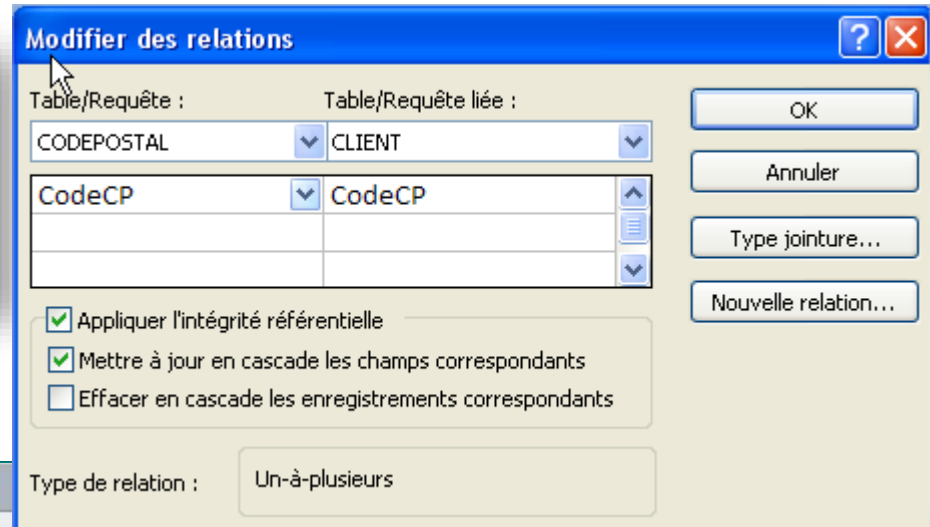 Modifier des relations
Table/Requête : Table/Requête liée :
OK
CODEPOSTAL CLIENT
Annuler
CodeCP CodeCP
Type jointure...
Nouvelle relation...
Appliquer l'intégrité référentielle
Mettre à jour en cascade les champs correspondants
Effacer en cascade les enregistrements correspondants
Type de relation : Un-à-plusieurs